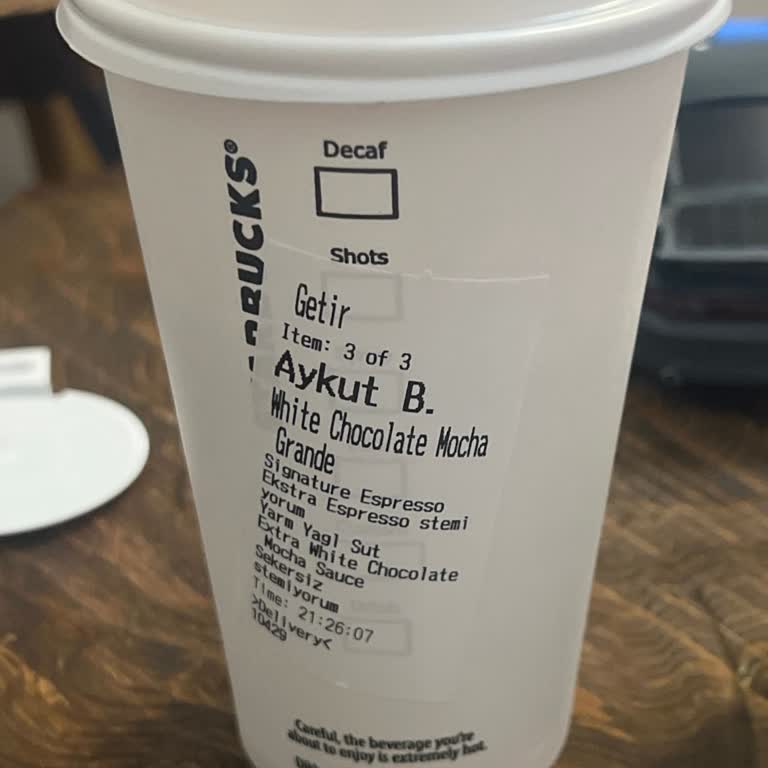 Decaf
Shots
Getir
Item: 3 of 3
Aykut B.
White Chocolate Mocha
Grande
Signature Espresso
Ekstra Espresso stemi
yorum
Yarm Yagl Sut
Extra White Chocolate
Mocha Sauce
Sekersiz
stemiyorum
Time: 21:26:07
>Delivery<
10429
Careful, the beverage you're
about to enjoy is extremely hot.